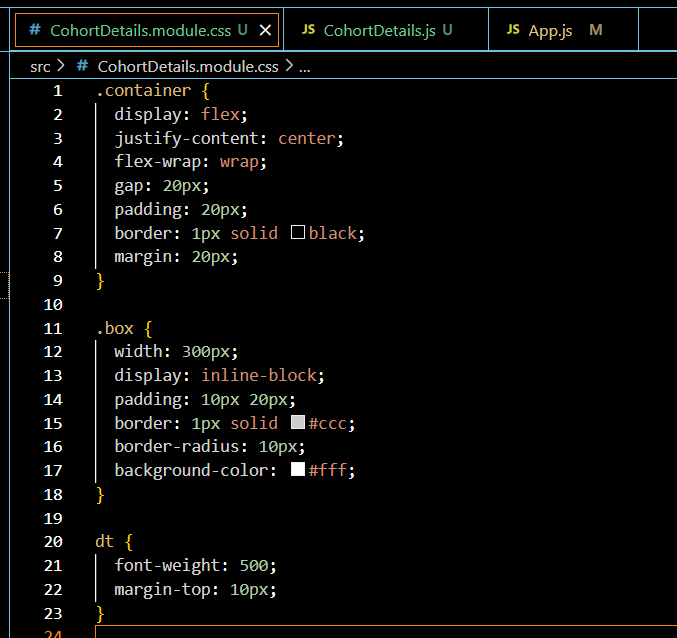 # CohortDetails.module.css U × JS CohortDetails.js U JS App.js M
src > # CohortDetails.module.css > ...
1 .container {
2 display: flex;
3 justify-content: center;
4 flex-wrap: wrap;
5 gap: 20px;
6 padding: 20px;
7 border: 1px solid black;
8 margin: 20px;
9 }
10
11 .box {
12 width: 300px;
13 display: inline-block;
14 padding: 10px 20px;
15 border: 1px solid #ccc;
16 border-radius: 10px;
17 background-color: #fff;
18 }
19
20 dt {
21 font-weight: 500;
22 margin-top: 10px;
23 }
24